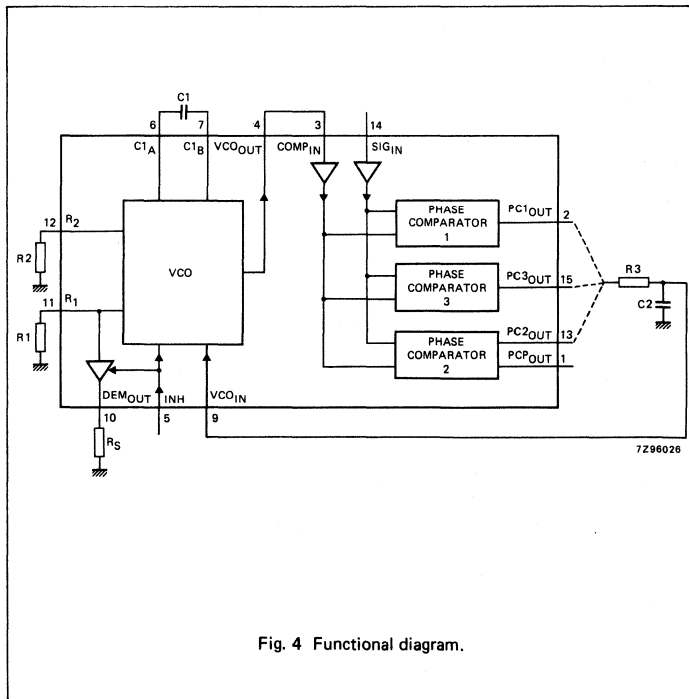 C1
6 7 4 3 14
C1A C1B VCOOUT COMPIN SIGIN
12 R2
R2
VCO
PHASE COMPARATOR 1
PC1OUT 2
11 R1
R1
PHASE COMPARATOR 3
PC3OUT 15
R3
C2
PHASE COMPARATOR 2
PC2OUT 13
PCPOUT 1
DEMOUT INH VCOIN
10 5 9
RS
7Z96026
Fig. 4 Functional diagram.